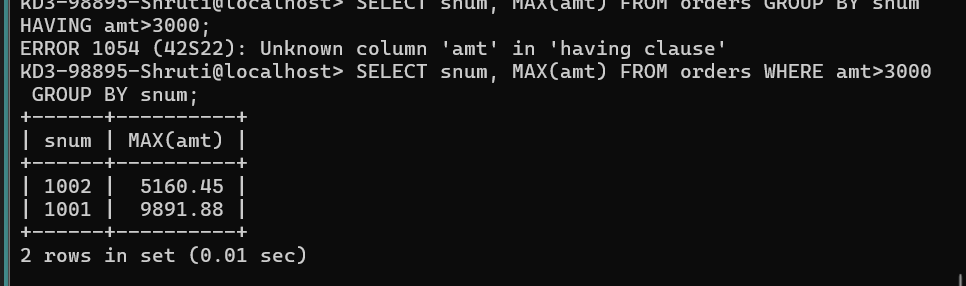 KD3-98895-Shruti@localhost> SELECT snum, MAX(amt) FROM orders GROUP BY snum
HAVING amt>3000;
ERROR 1054 (42S22): Unknown column 'amt' in 'having clause'
KD3-98895-Shruti@localhost> SELECT snum, MAX(amt) FROM orders WHERE amt>3000
 GROUP BY snum;
+------+----------+
| snum | MAX(amt) |
+------+----------+
| 1002 |  5160.45 |
| 1001 |  9891.88 |
+------+----------+
2 rows in set (0.01 sec)